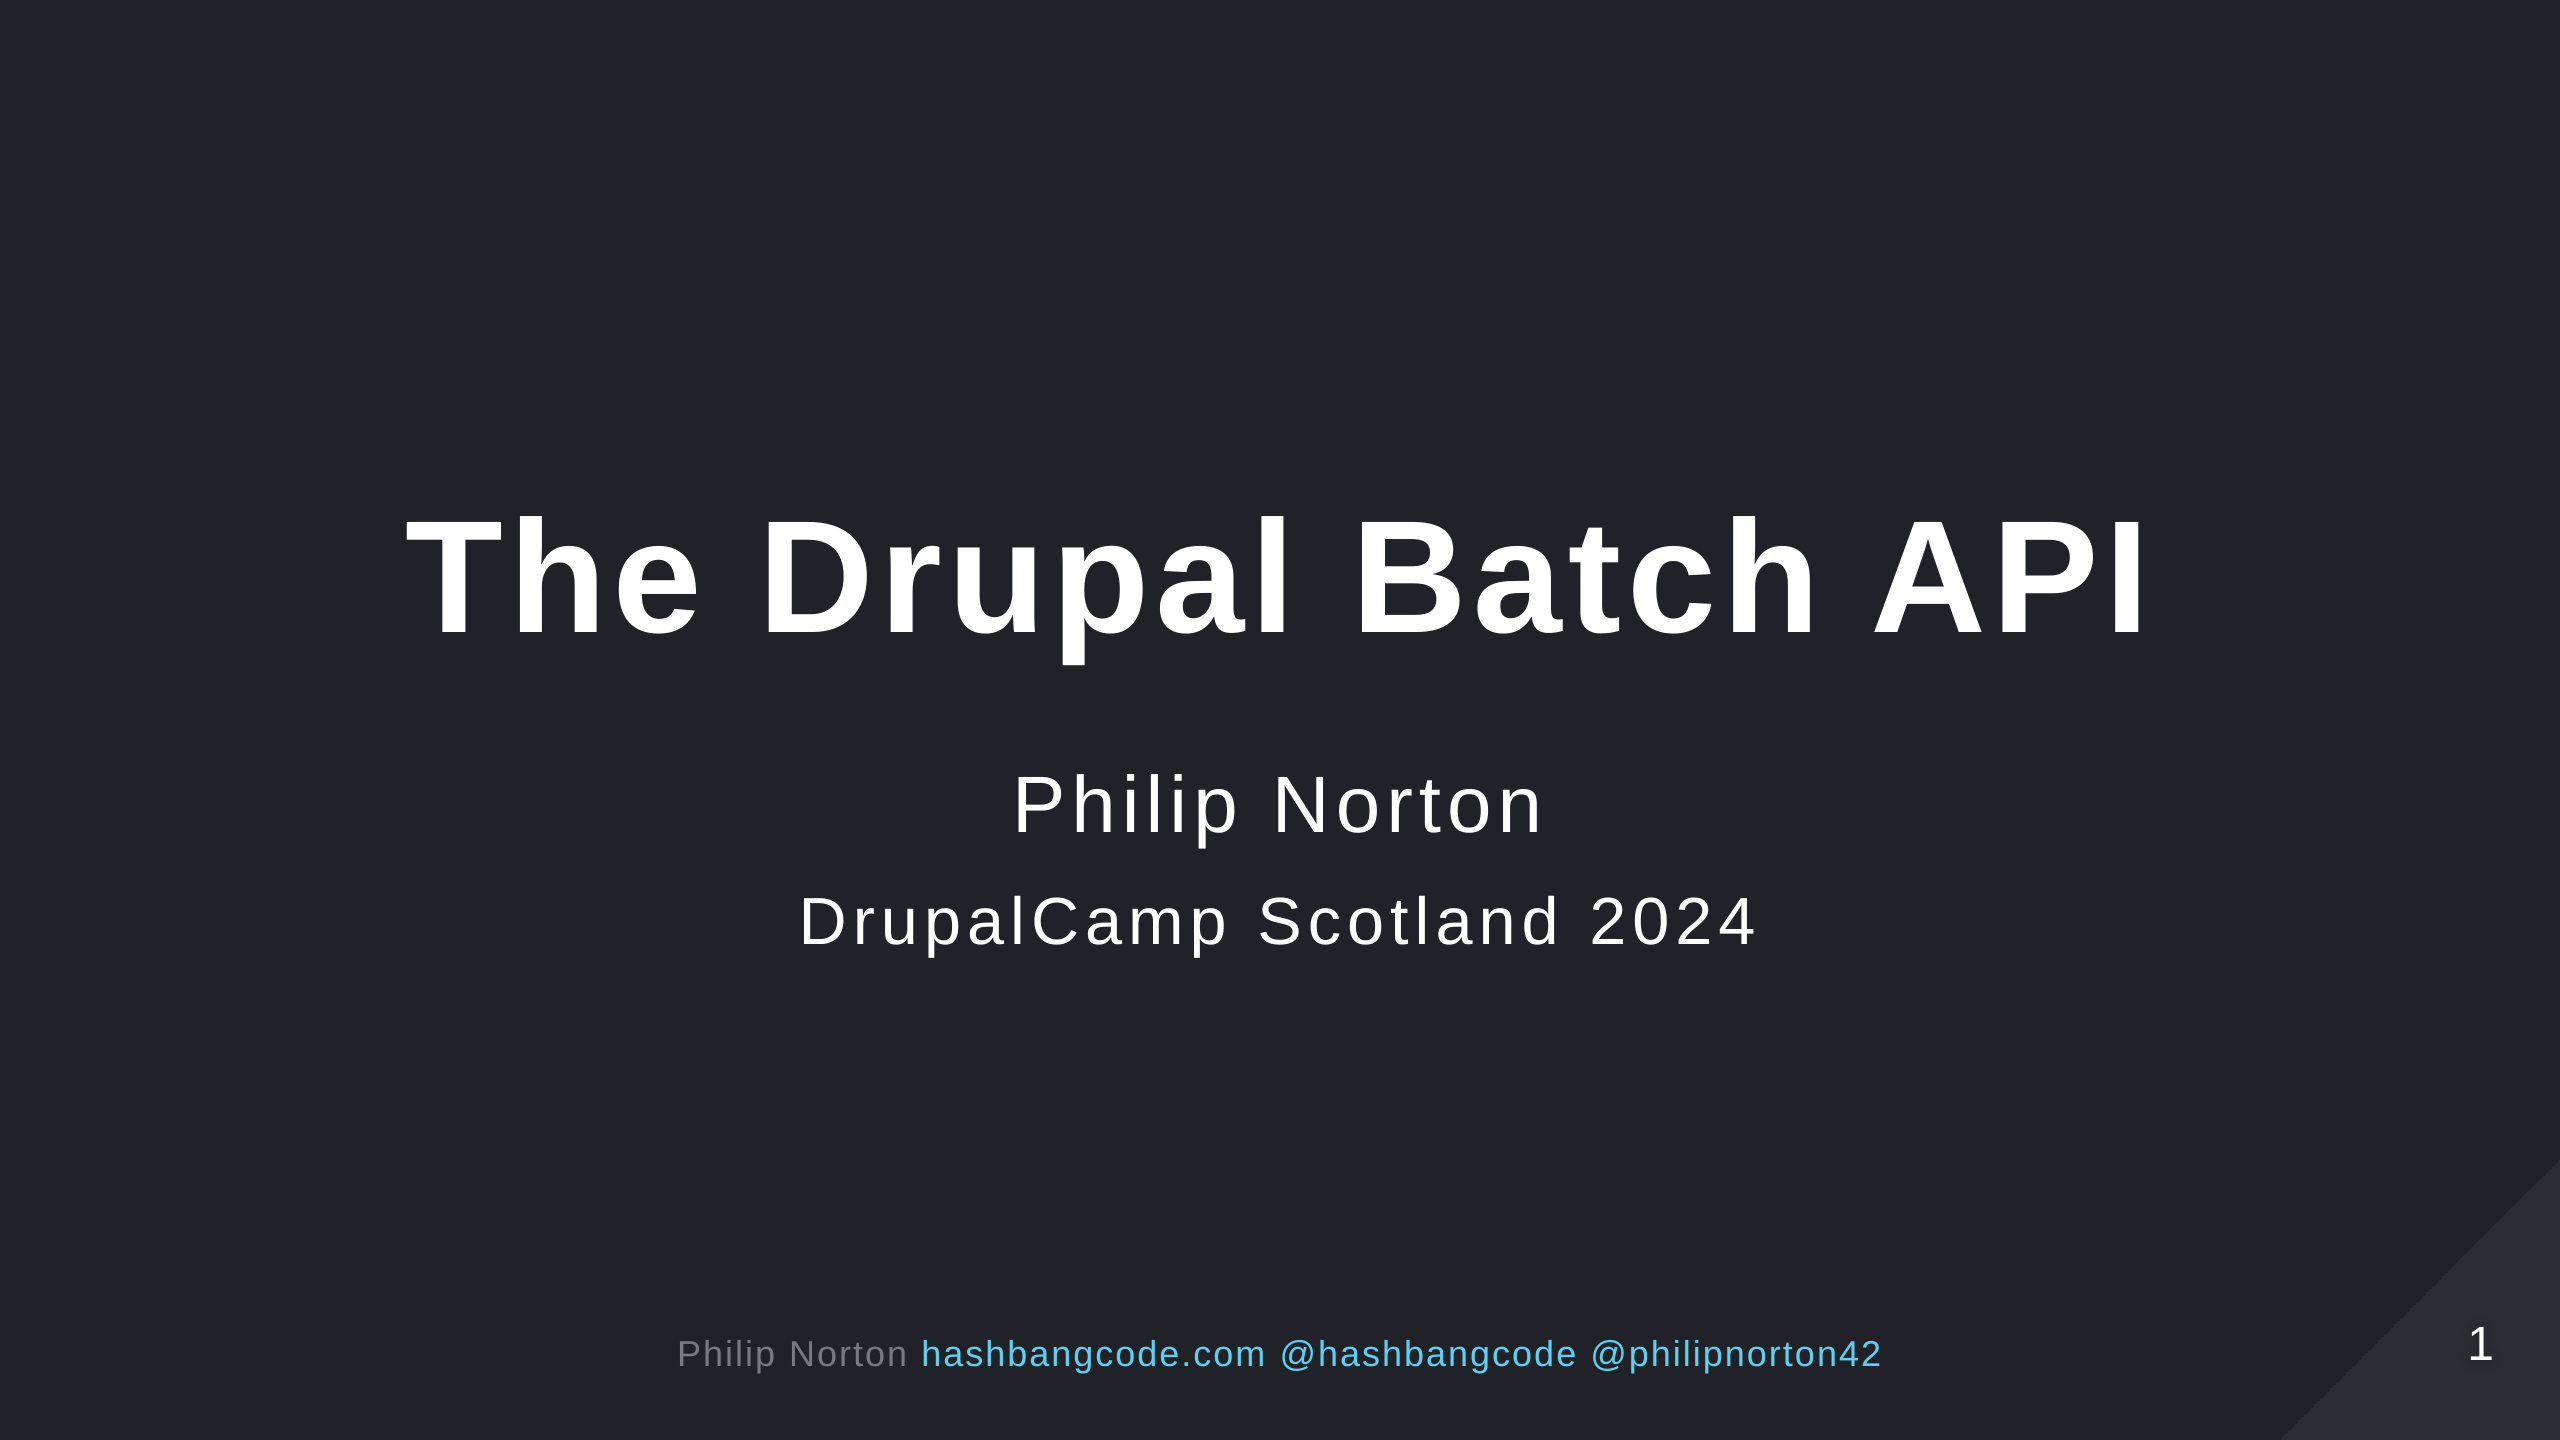 The Drupal Batch API
Philip Norton
DrupalCamp Scotland 2024
Philip Norton hashbangcode.com @hashbangcode @philipnorton42
1